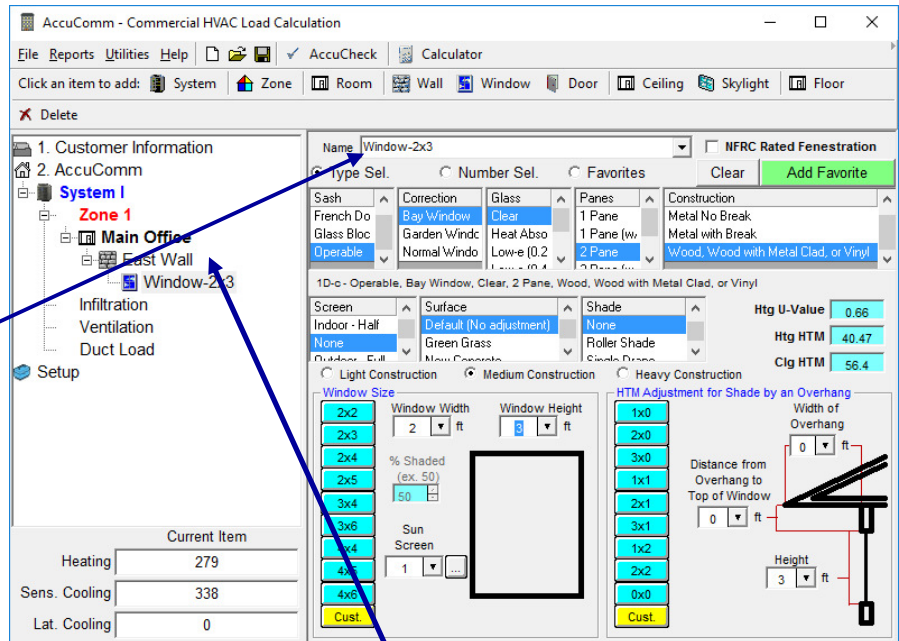 AccuComm - Commercial HVAC Load Calculation
File Reports Utilities Help AccuCheck Calculator
Click an item to add: System Zone Room Wall Window Door Ceiling Skylight Floor
Delete
1. Customer Information
2. AccuComm
System I
Zone 1
Main Office
East Wall
Window-2x3
Infiltration
Ventilation
Duct Load
Setup
Current Item
Heating 279
Sens. Cooling 338
Lat. Cooling 0
Name Window-2x3 NFRC Rated Fenestration
Type Sel. Number Sel. Favorites Clear Add Favorite
Sash Correction Glass Panes Construction
French Do Bay Window Clear 1 Pane Metal No Break
Glass Bloc Garden Windc Heat Abso 1 Pane (w/ Metal with Break
Operable Normal Windo Low-e (0.2 2 Pane Wood, Wood with Metal Clad, or Vinyl
1D-c - Operable, Bay Window, Clear, 2 Pane, Wood, Wood with Metal Clad, or Vinyl
Screen Surface Shade Htg U-Value 0.66
Indoor - Half Default (No adjustment) None
None Green Grass Roller Shade Htg HTM 40.47
Clg HTM 56.4
Light Construction Medium Construction Heavy Construction
Window Size
2x2
2x3
2x4
2x5
3x4
3x6
4x4
4x5
4x6
Cust.
Window Width Window Height
2 ft 3 ft
% Shaded
(ex. 50)
50
Sun
Screen
1 ...
HTM Adjustment for Shade by an Overhang
1x0
2x0
3x0
1x1
2x1
3x1
1x2
2x2
0x0
Cust.
Width of
Overhang
0 ft
Distance from
Overhang to
Top of Window
0 ft
Height
3 ft